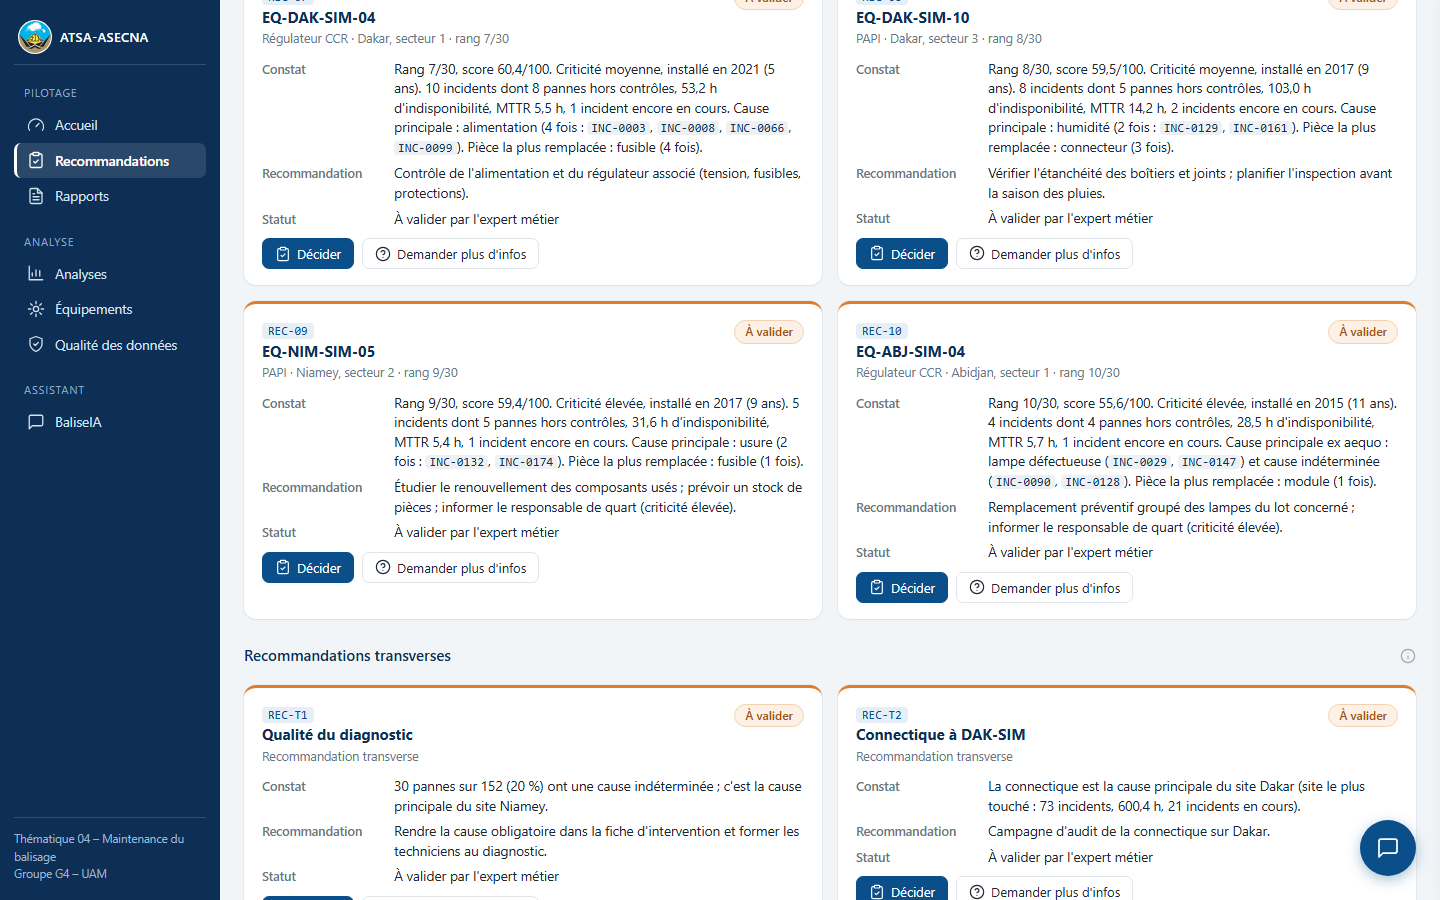 ATSA-ASECNA
PILOTAGE
Accueil
Recommandations
Rapports
ANALYSE
Analyses
Équipements
Qualité des données
ASSISTANT
BaliseIA
Thématique 04 – Maintenance du
balisage
Groupe G4 – UAM
À valider
EQ-DAK-SIM-04
Régulateur CCR · Dakar, secteur 1 · rang 7/30
Constat
Rang 7/30, score 60,4/100. Criticité moyenne, installé en 2021 (5
ans). 10 incidents dont 8 pannes hors contrôles, 53,2 h
d'indisponibilité, MTTR 5,5 h, 1 incident encore en cours. Cause
principale : alimentation (4 fois : INC-0003, INC-0008, INC-0066,
INC-0099). Pièce la plus remplacée : fusible (4 fois).
Recommandation
Contrôle de l'alimentation et du régulateur associé (tension, fusibles,
protections).
Statut
À valider par l'expert métier
Décider
Demander plus d'infos
À valider
EQ-DAK-SIM-10
PAPI · Dakar, secteur 3 · rang 8/30
Constat
Rang 8/30, score 59,5/100. Criticité moyenne, installé en 2017 (9
ans). 8 incidents dont 5 pannes hors contrôles, 103,0 h
d'indisponibilité, MTTR 14,2 h, 2 incidents encore en cours. Cause
principale : humidité (2 fois : INC-0129, INC-0161). Pièce la plus
remplacée : connecteur (3 fois).
Recommandation
Vérifier l'étanchéité des boîtiers et joints ; planifier l'inspection avant
la saison des pluies.
Statut
À valider par l'expert métier
Décider
Demander plus d'infos
REC-09
À valider
EQ-NIM-SIM-05
PAPI · Niamey, secteur 2 · rang 9/30
Constat
Rang 9/30, score 59,4/100. Criticité élevée, installé en 2017 (9 ans). 5
incidents dont 5 pannes hors contrôles, 31,6 h d'indisponibilité,
MTTR 5,4 h, 1 incident encore en cours. Cause principale : usure (2
fois : INC-0132, INC-0174). Pièce la plus remplacée : fusible (1 fois).
Recommandation
Étudier le renouvellement des composants usés ; prévoir un stock de
pièces ; informer le responsable de quart (criticité élevée).
Statut
À valider par l'expert métier
Décider
Demander plus d'infos
REC-10
À valider
EQ-ABJ-SIM-04
Régulateur CCR · Abidjan, secteur 1 · rang 10/30
Constat
Rang 10/30, score 55,6/100. Criticité élevée, installé en 2015 (11 ans).
4 incidents dont 4 pannes hors contrôles, 28,5 h d'indisponibilité,
MTTR 5,7 h, 1 incident encore en cours. Cause principale ex aequo :
lampe défectueuse (INC-0029, INC-0147) et cause indéterminée
(INC-0090, INC-0128). Pièce la plus remplacée : module (1 fois).
Recommandation
Remplacement préventif groupé des lampes du lot concerné ;
informer le responsable de quart (criticité élevée).
Statut
À valider par l'expert métier
Décider
Demander plus d'infos
Recommandations transverses
REC-T1
À valider
Qualité du diagnostic
Recommandation transverse
Constat
30 pannes sur 152 (20 %) ont une cause indéterminée ; c'est la cause
principale du site Niamey.
Recommandation
Rendre la cause obligatoire dans la fiche d'intervention et former les
techniciens au diagnostic.
Statut
À valider par l'expert métier
REC-T2
À valider
Connectique à DAK-SIM
Recommandation transverse
Constat
La connectique est la cause principale du site Dakar (site le plus
touché : 73 incidents, 600,4 h, 21 incidents en cours).
Recommandation
Campagne d'audit de la connectique sur Dakar.
Statut
À valider par l'expert métier
Décider
Demander plus d'infos